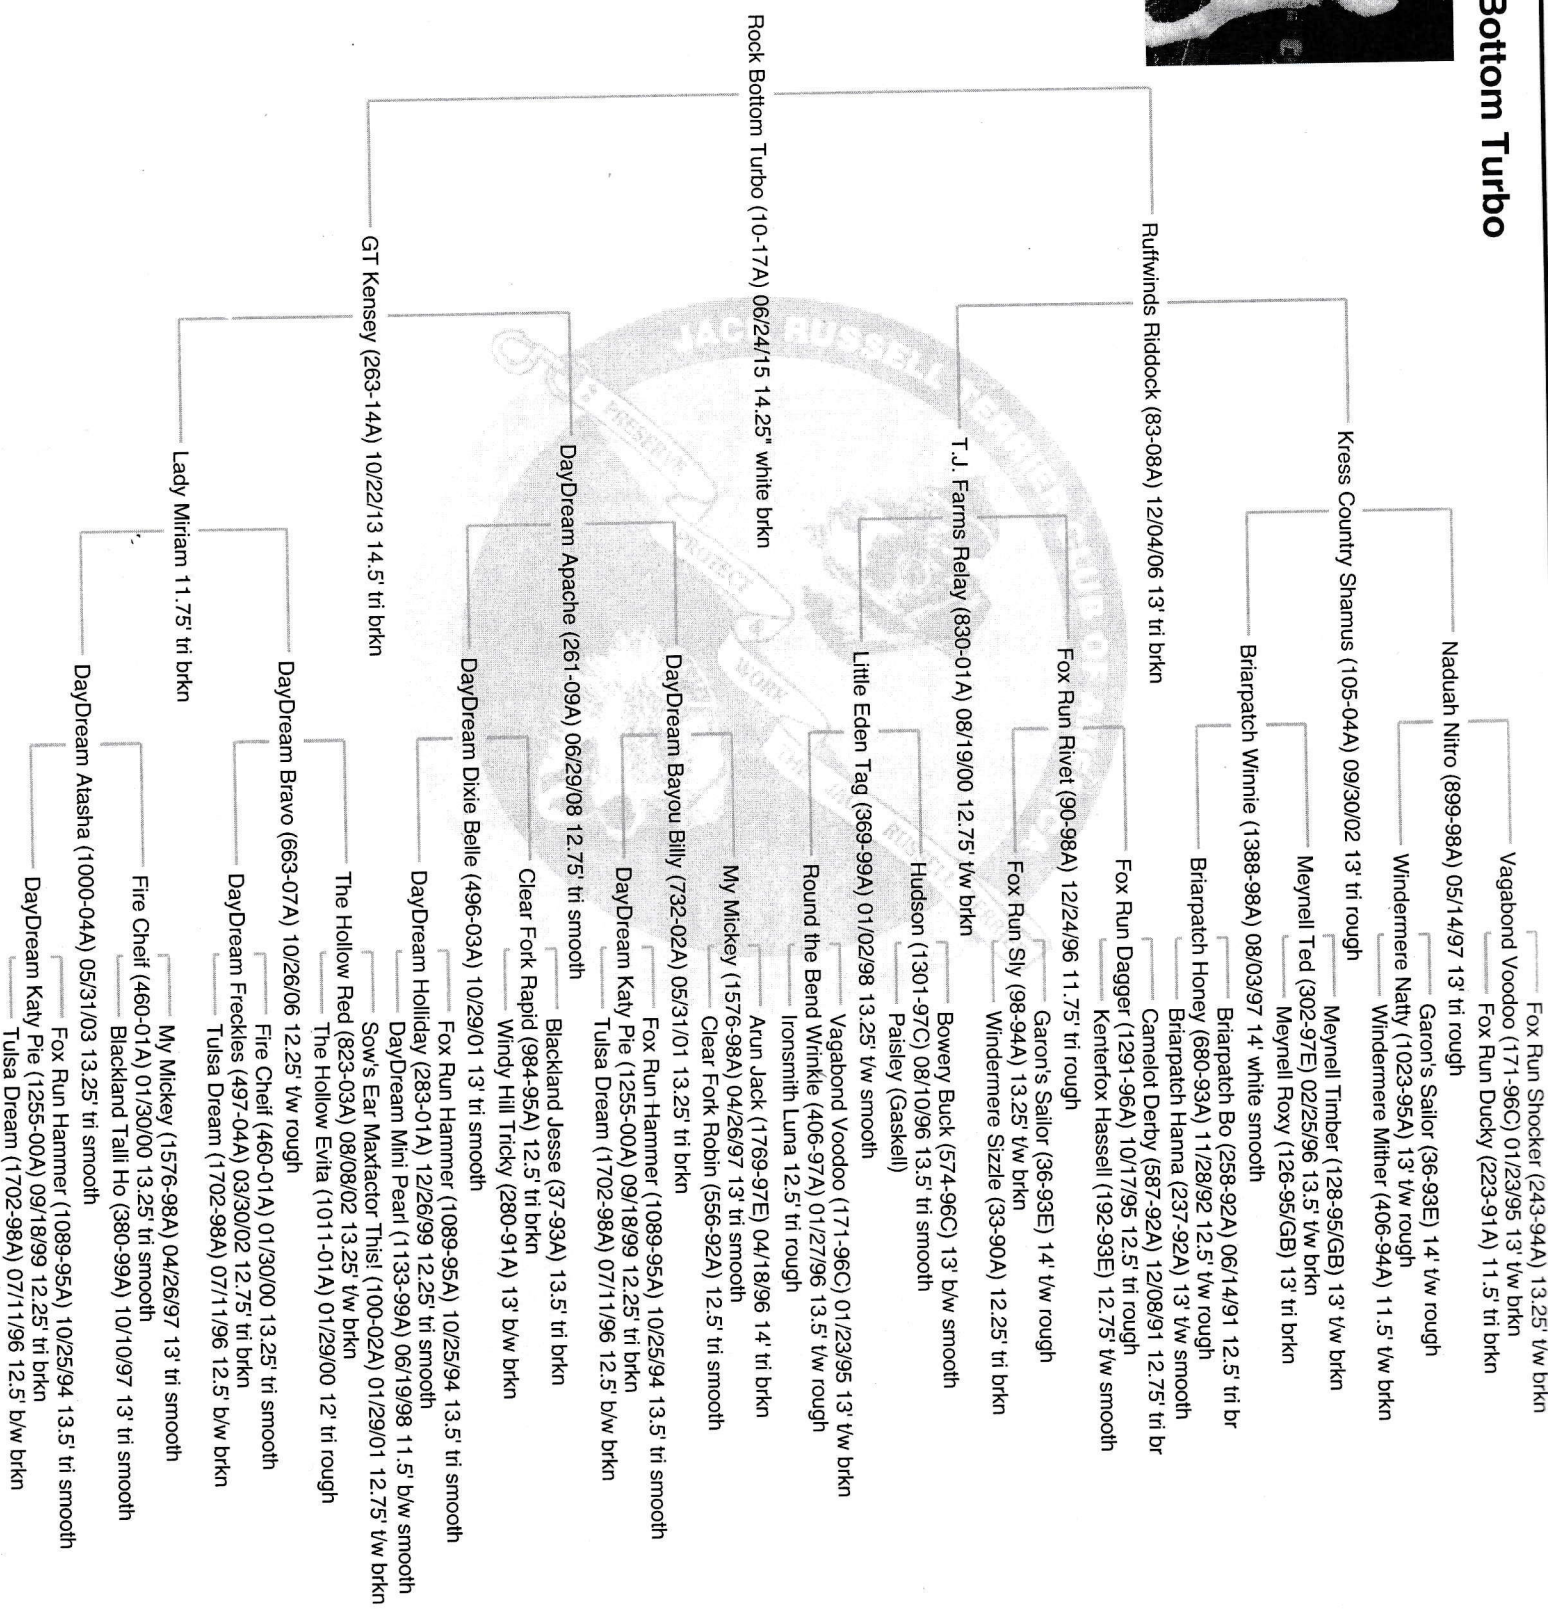 Bottom Turbo
Fox Run Shocker (243-94A) 13.25' t/w brkn
Vagabond Voodoo (171-96C) 01/23/95 13' t/w brkn
Fox Run Ducky (223-91A) 11.5' tri brkn
Naduah Nitro (899-98A) 05/14/97 13' tri rough
Garon's Sailor (36-93E) 14' t/w rough
Windermere Natty (1023-95A) 13' t/w rough
Windermere Mither (406-94A) 11.5' t/w brkn
Kress Country Shamus (105-04A) 09/30/02 13' tri rough
Meynell Timber (128-95/GB) 13' t/w brkn
Meynell Ted (302-97E) 02/25/96 13.5' t/w brkn
Meynell Roxy (126-95/GB) 13' tri brkn
Briarpatch Winnie (1388-98A) 08/03/97 14' white smooth
Briarpatch Bo (258-92A) 06/14/91 12.5' tri br
Briarpatch Honey (680-93A) 11/28/92 12.5' t/w rough
Briarpatch Hanna (237-92A) 13' t/w smooth
Ruffwinds Riddock (83-08A) 12/04/06 13' tri brkn
Camelot Derby (587-92A) 12/08/91 12.75' tri br
Fox Run Dagger (1291-96A) 10/17/95 12.5' tri rough
Kenterfox Hassell (192-93E) 12.75' t/w smooth
Fox Run Rivet (90-98A) 12/24/96 11.75' tri rough
Garon's Sailor (36-93E) 14' t/w rough
Fox Run Sly (98-94A) 13.25' t/w brkn
Windermere Sizzle (33-90A) 12.25' tri brkn
T.J. Farms Relay (830-01A) 08/19/00 12.75' t/w brkn
Bowery Buck (574-96C) 13' b/w smooth
Hudson (1301-97C) 08/10/96 13.5' tri smooth
Paisley (Gaskell)
Little Eden Tag (369-99A) 01/02/98 13.25' t/w smooth
Vagabond Voodoo (171-96C) 01/23/95 13' t/w brkn
Round the Bend Wrinkle (406-97A) 01/27/96 13.5' t/w rough
Ironsmith Luna 12.5' tri rough
Rock Bottom Turbo (10-17A) 06/24/15 14.25" white brkn
Arun Jack (1769-97E) 04/18/96 14' tri brkn
My Mickey (1576-98A) 04/26/97 13' tri smooth
Clear Fork Robin (556-92A) 12.5' tri smooth
DayDream Bayou Billy (732-02A) 05/31/01 13.25' tri brkn
Fox Run Hammer (1089-95A) 10/25/94 13.5' tri smooth
DayDream Katy Pie (1255-00A) 09/18/99 12.25' tri brkn
Tulsa Dream (1702-98A) 07/11/96 12.5' b/w brkn
DayDream Apache (261-09A) 06/29/08 12.75' tri smooth
Blackland Jesse (37-93A) 13.5' tri brkn
Clear Fork Rapid (984-95A) 12.5' tri brkn
Windy Hill Tricky (280-91A) 13' b/w brkn
DayDream Dixie Belle (496-03A) 10/29/01 13' tri smooth
Fox Run Hammer (1089-95A) 10/25/94 13.5' tri smooth
DayDream Holliday (283-01A) 12/26/99 12.25' tri smooth
DayDream Mini Pearl (1133-99A) 06/19/98 11.5' b/w smooth
GT Kensey (263-14A) 10/22/13 14.5' tri brkn
Sow's Ear Maxfactor This! (100-02A) 01/29/01 12.75' t/w brkn
The Hollow Red (823-03A) 08/08/02 13.25' t/w brkn
The Hollow Evita (1011-01A) 01/29/00 12' tri rough
DayDream Bravo (663-07A) 10/26/06 12.25' t/w rough
Fire Cheif (460-01A) 01/30/00 13.25' tri smooth
DayDream Freckles (497-04A) 03/30/02 12.75' tri brkn
Tulsa Dream (1702-98A) 07/11/96 12.5' b/w brkn
Lady Miriam 11.75' tri brkn
My Mickey (1576-98A) 04/26/97 13' tri smooth
Fire Cheif (460-01A) 01/30/00 13.25' tri smooth
Blackland Talli Ho (380-99A) 10/10/97 13' tri smooth
DayDream Atasha (1000-04A) 05/31/03 13.25' tri smooth
Fox Run Hammer (1089-95A) 10/25/94 13.5' tri smooth
DayDream Katy Pie (1255-00A) 09/18/99 12.25' tri brkn
Tulsa Dream (1702-98A) 07/11/96 12.5' b/w brkn
JACK RUSSELL TERRIER CLUB OF AMERICA
PRESERVE
PROTECT
WORK
THE
JACK RUSSELL TERRIER